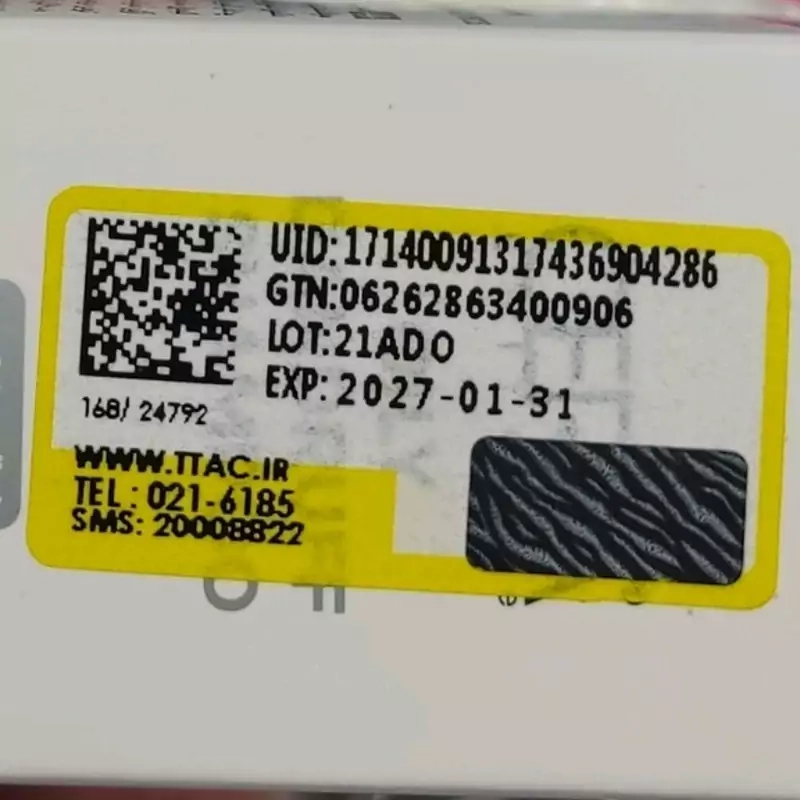 UID:17140091317436904286
GTN:06262863400906
LOT:21ADO
EXP:2027-01-31
168/ 24792
WWW.TTAC.IR
TEL : 021-6185
SMS: 20008822